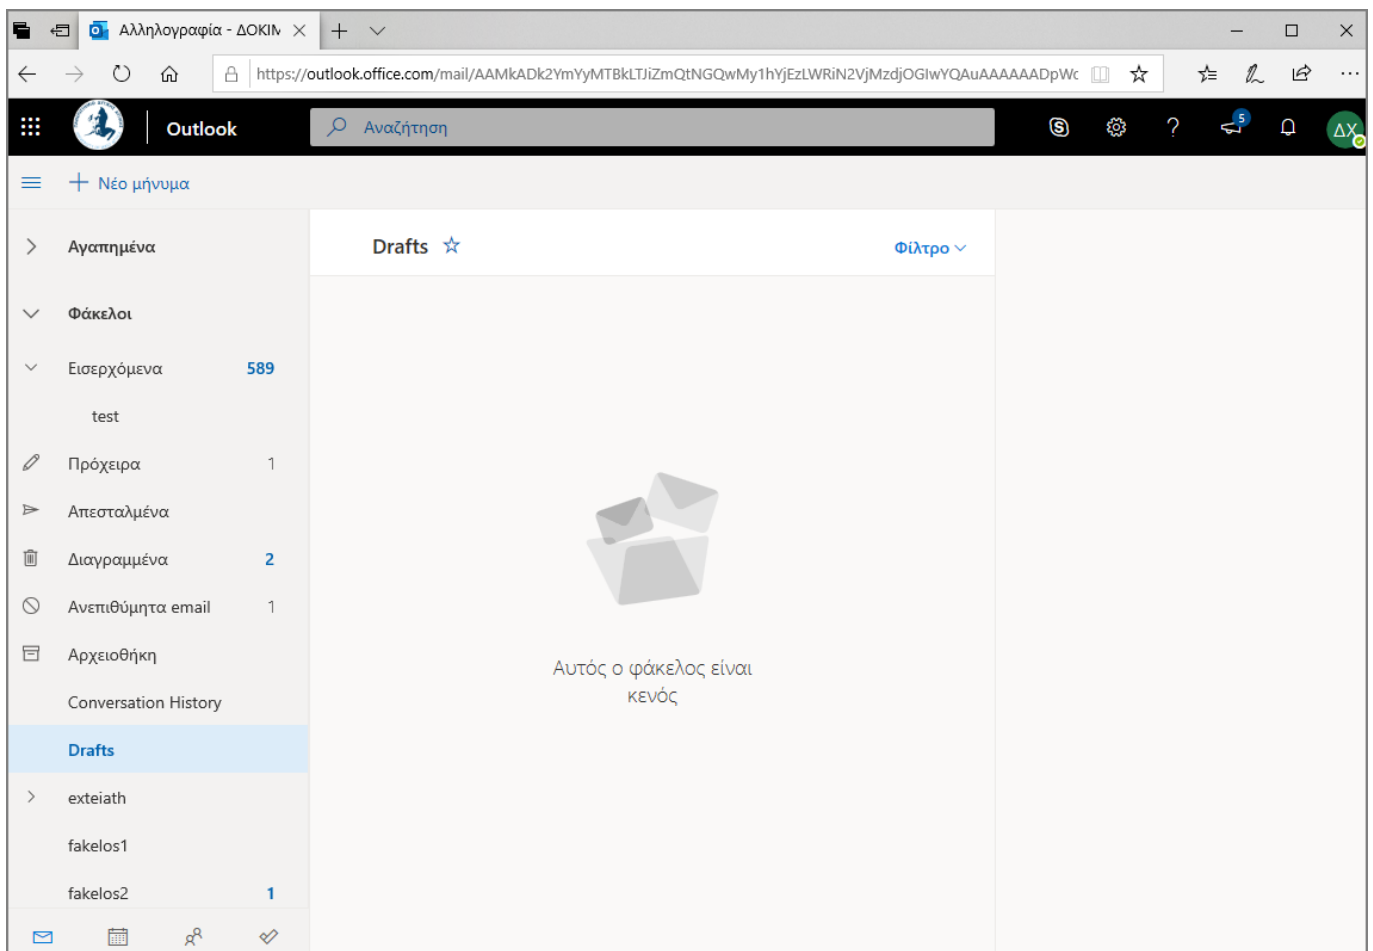 Αλληλογραφία - ΔΟΚΙΜ
https://outlook.office.com/mail/AAMkADk2YmYyMTBkLTJiZmQtNGQwMy1hYjEzLWRiN2VjMzdjOGIwYQAuAAAAAADpWc
Outlook
Αναζήτηση
5
ΔΧ
Νέο μήνυμα
Αγαπημένα
Drafts
Φίλτρο
Φάκελοι
Εισερχόμενα 589
test
Πρόχειρα 1
Απεσταλμένα
Διαγραμμένα 2
Ανεπιθύμητα email 1
Αρχειοθήκη
Αυτός ο φάκελος είναι
κενός
Conversation History
Drafts
exteiath
fakelos1
fakelos2 1